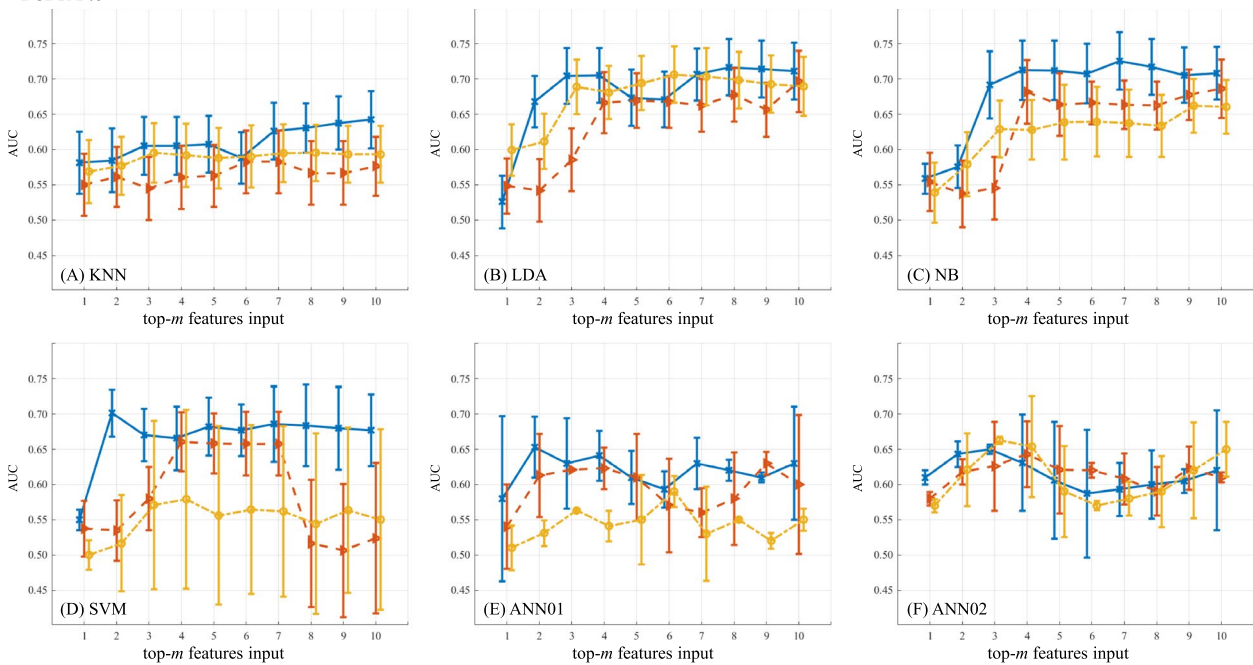 0.75
0.70
0.65
0.60
0.55
0.50
0.45
AUC
(A) KNN
1 2 3 4 5 6 7 8 9 10
top-m features input
0.75
0.70
0.65
0.60
0.55
0.50
0.45
AUC
(B) LDA
1 2 3 4 5 6 7 8 9 10
top-m features input
0.75
0.70
0.65
0.60
0.55
0.50
0.45
AUC
(C) NB
1 2 3 4 5 6 7 8 9 10
top-m features input
0.75
0.70
0.65
0.60
0.55
0.50
0.45
AUC
(D) SVM
1 2 3 4 5 6 7 8 9 10
top-m features input
0.75
0.70
0.65
0.60
0.55
0.50
0.45
AUC
(E) ANN01
1 2 3 4 5 6 7 8 9 10
top-m features input
0.75
0.70
0.65
0.60
0.55
0.50
0.45
AUC
(F) ANN02
1 2 3 4 5 6 7 8 9 10
top-m features input